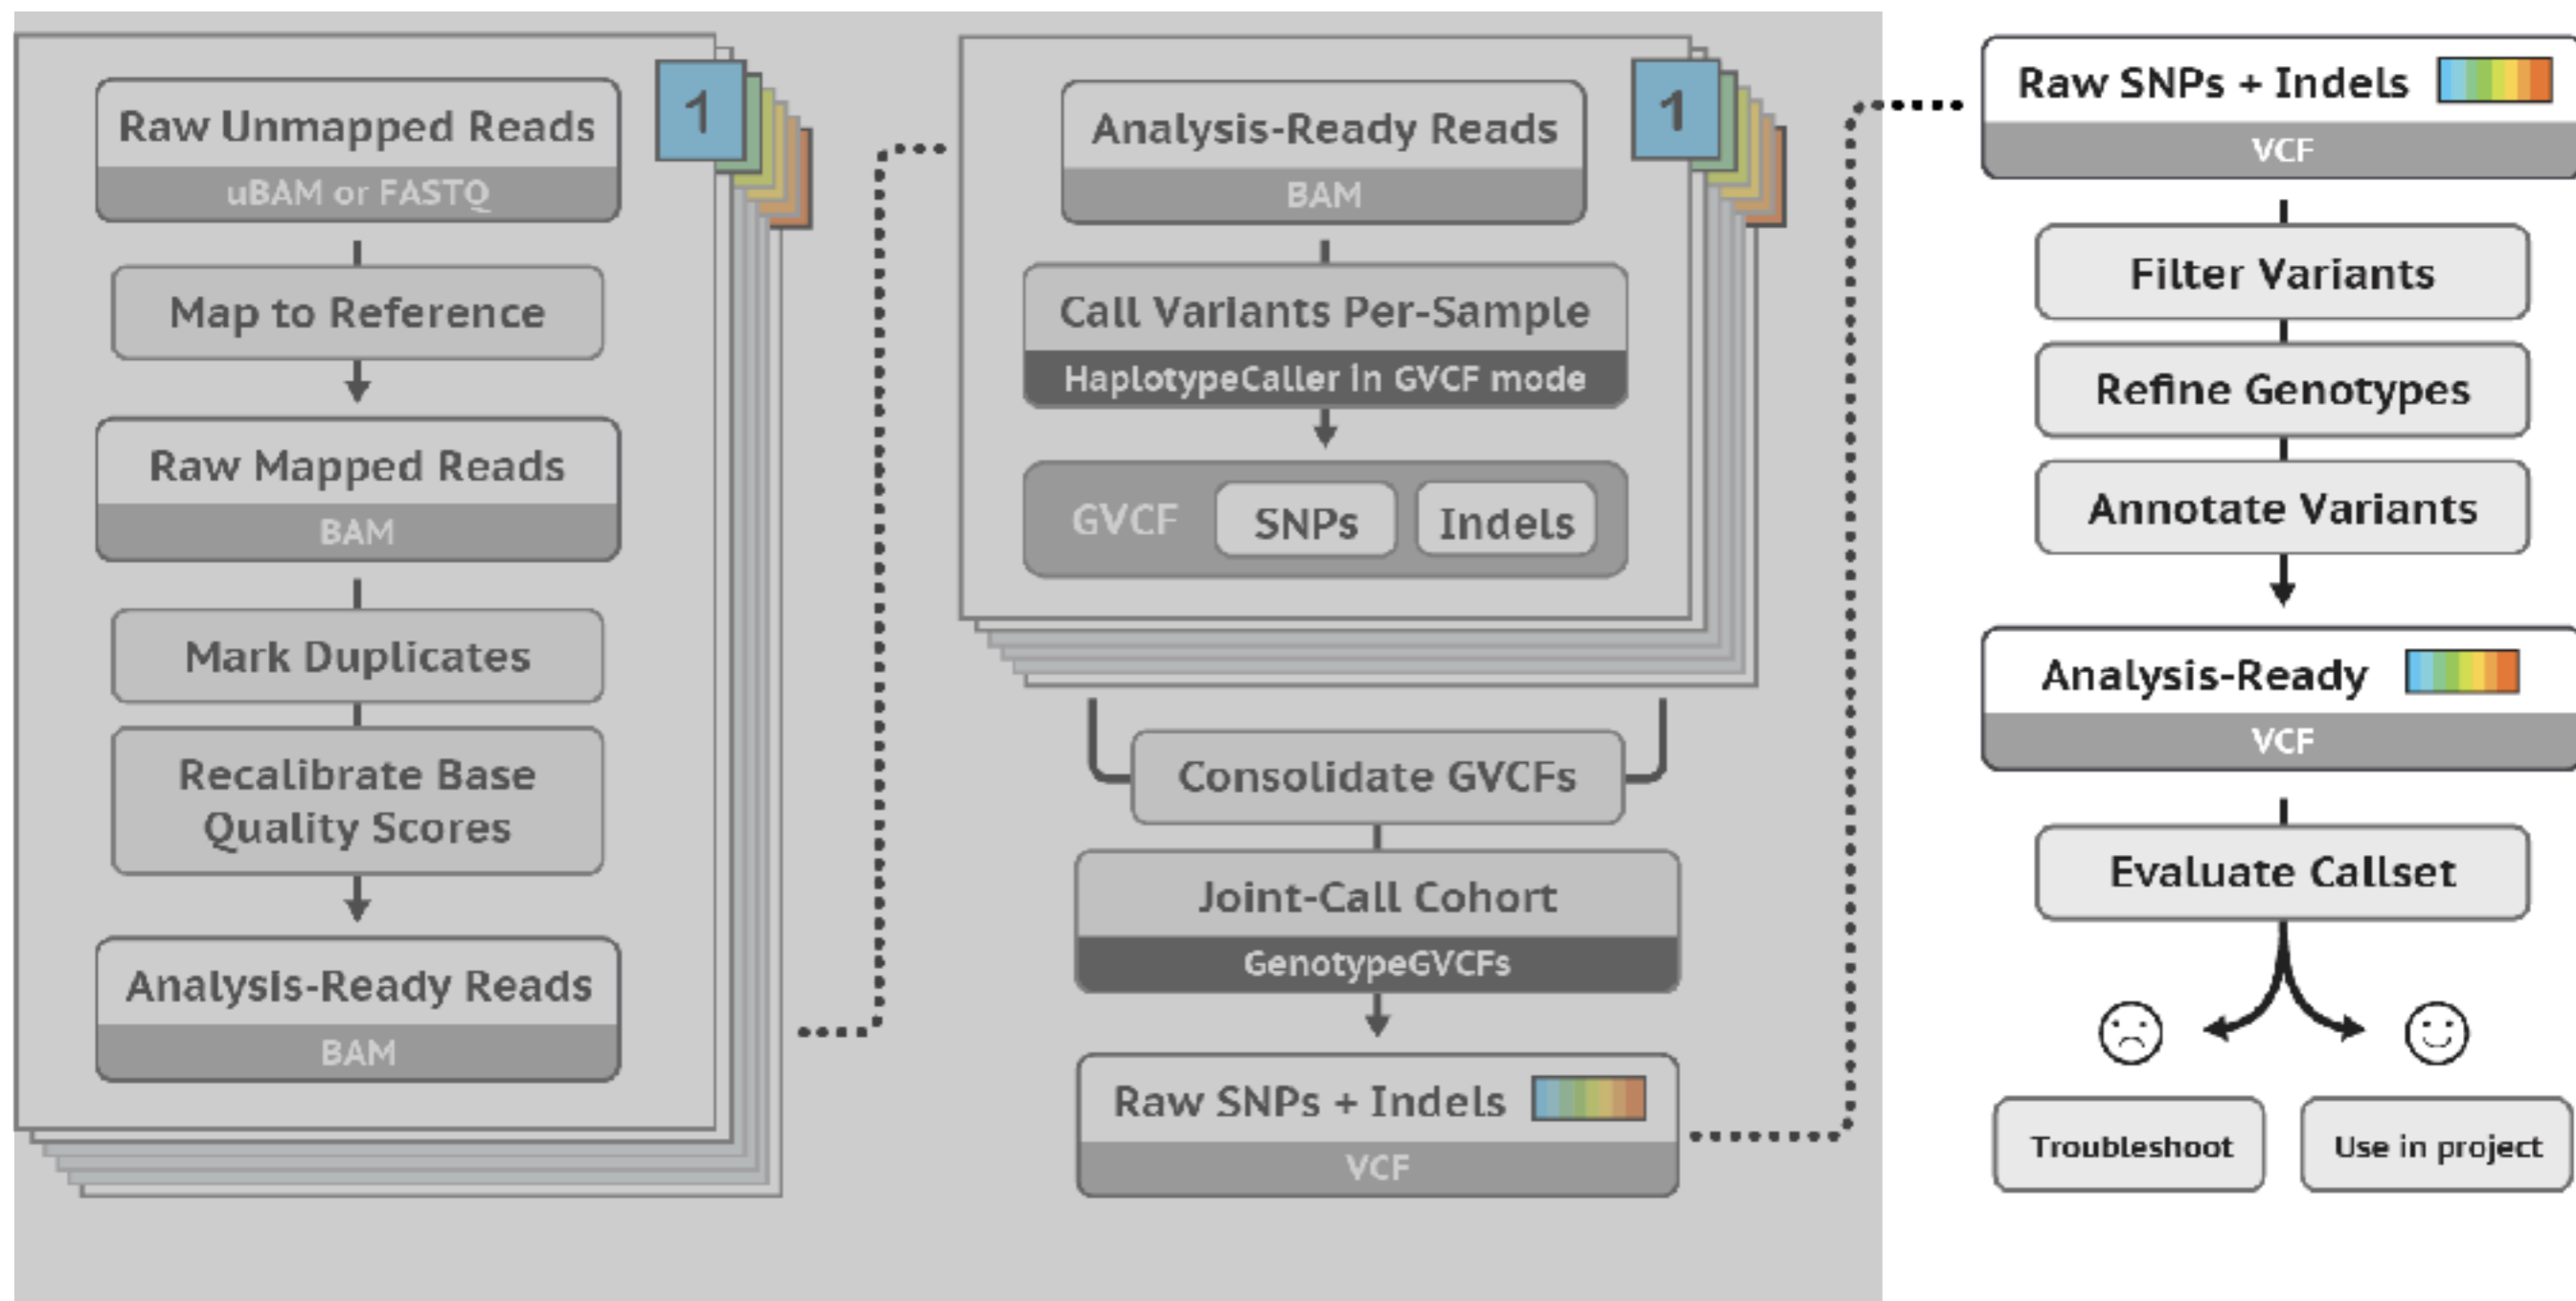 Raw Unmapped Reads
uBAM or FASTQ
1
Map to Reference
Raw Mapped Reads
BAM
Mark Duplicates
Recalibrate Base
Quality Scores
Analysis-Ready Reads
BAM
Analysis-Ready Reads
BAM
1
Call Variants Per-Sample
HaplotypeCaller in GVCF mode
GVCF SNPs Indels
Consolidate GVCFs
Joint-Call Cohort
GenotypeGVCFs
Raw SNPs + Indels
VCF
Raw SNPs + Indels
VCF
Filter Variants
Refine Genotypes
Annotate Variants
Analysis-Ready
VCF
Evaluate Callset
Troubleshoot
Use in project